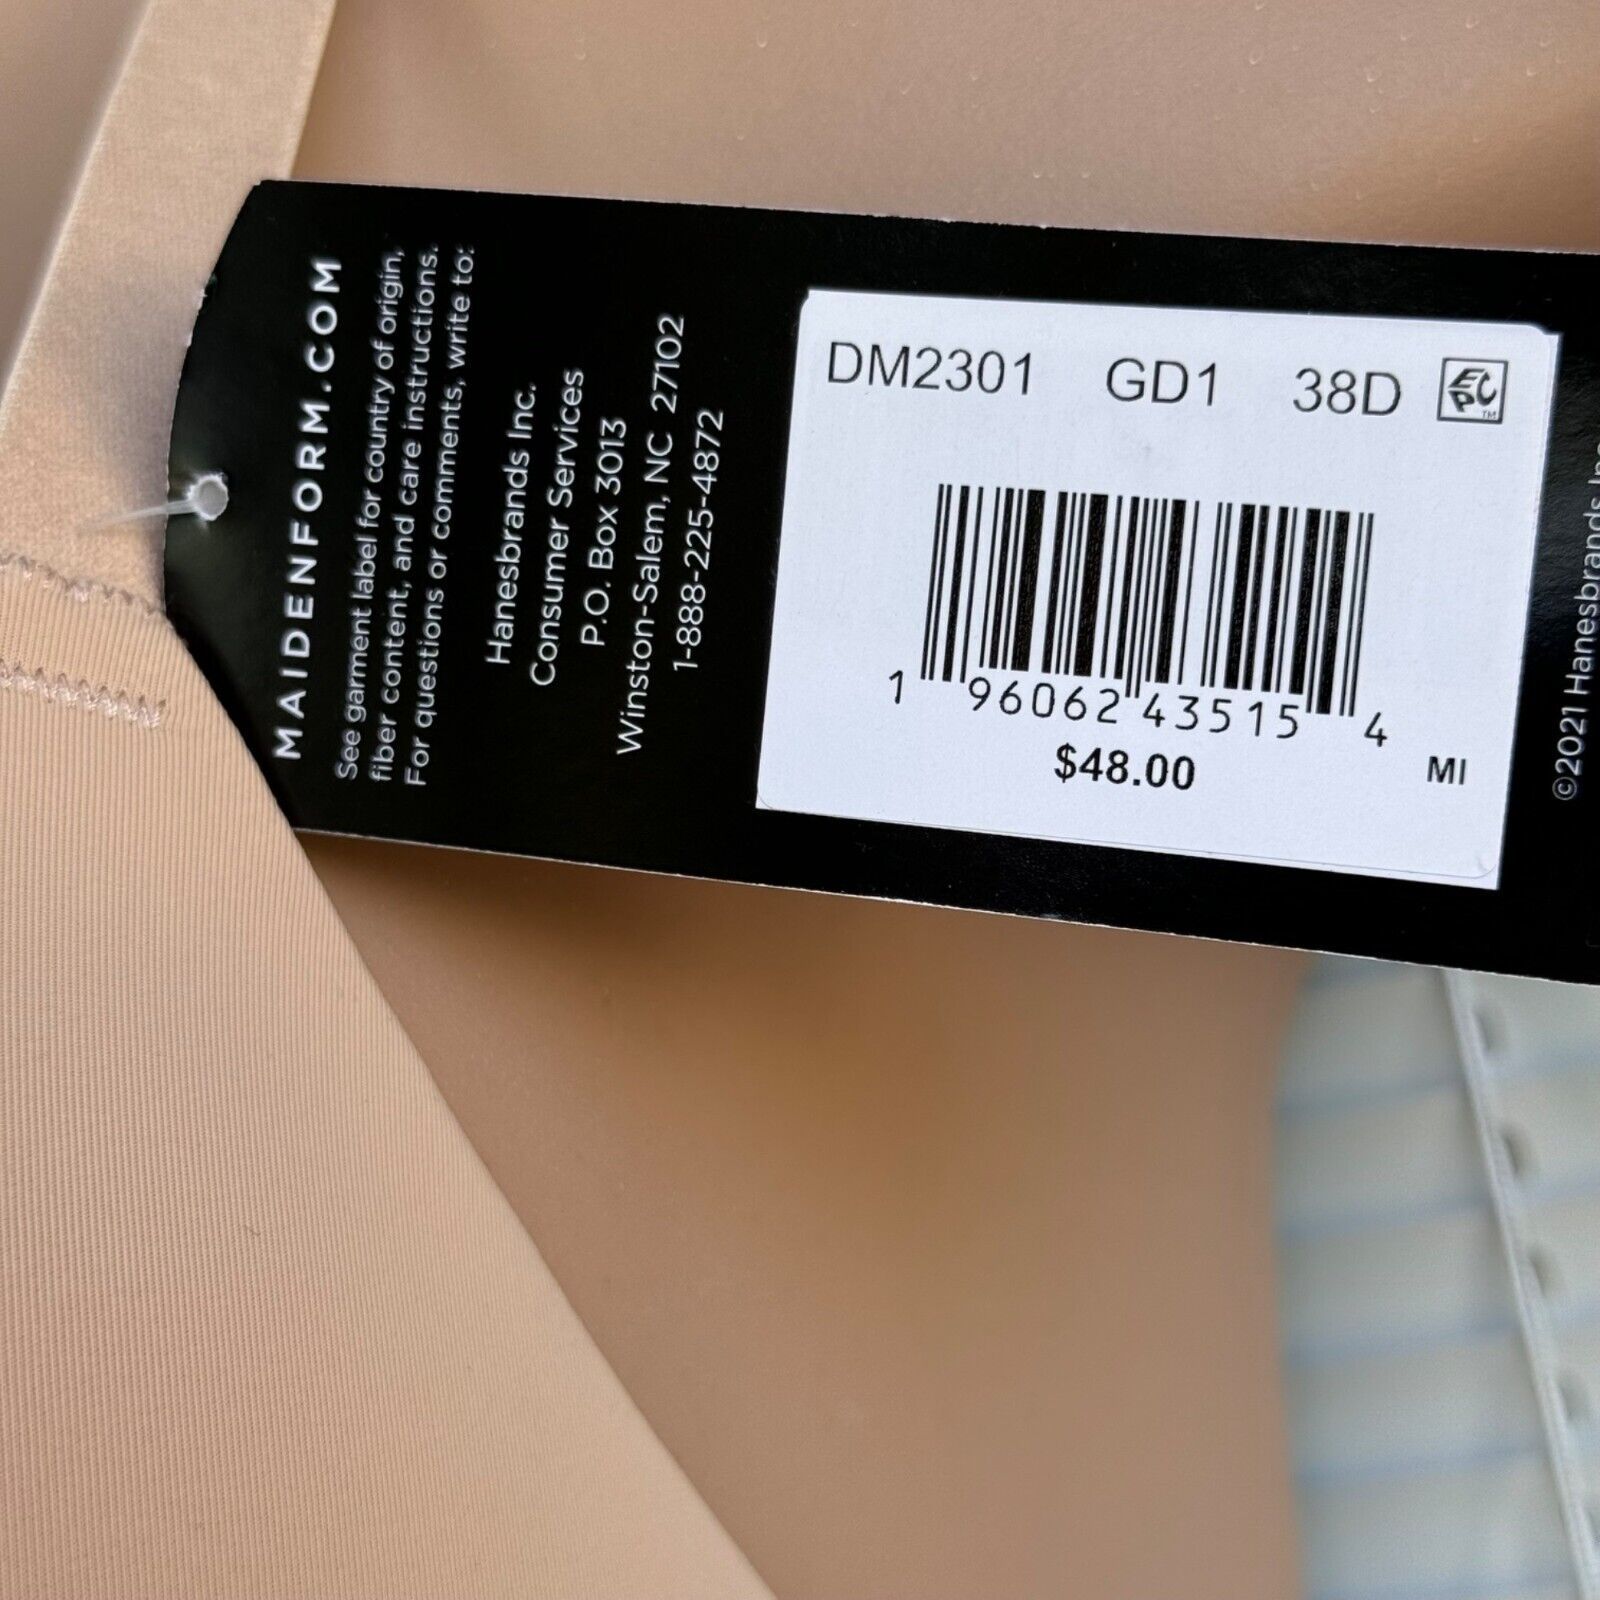 MAIDENFORM.COM
See garment label for country of origin,
fiber content, and care instructions.
For questions or comments, write to:
Hanesbrands Inc.
Consumer Services
P.O. Box 3013
Winston-Salem, NC 27102
1-888-225-4872
DM2301 GD1 38D EPC™
1 96062 43515 4
$48.00 MI
©2021 Hanesbrands